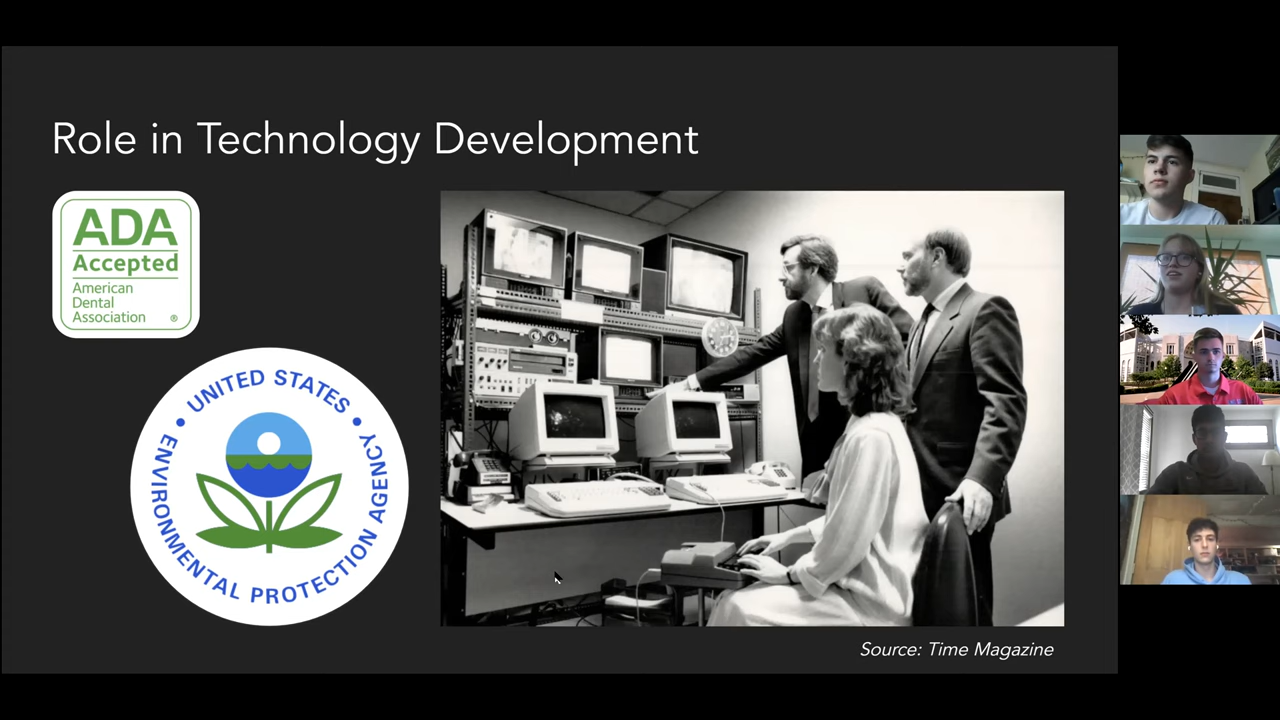 Role in Technology Development
ADA
Accepted
American
Dental
Association ®
UNITED STATES
ENVIRONMENTAL PROTECTION AGENCY
Source: Time Magazine